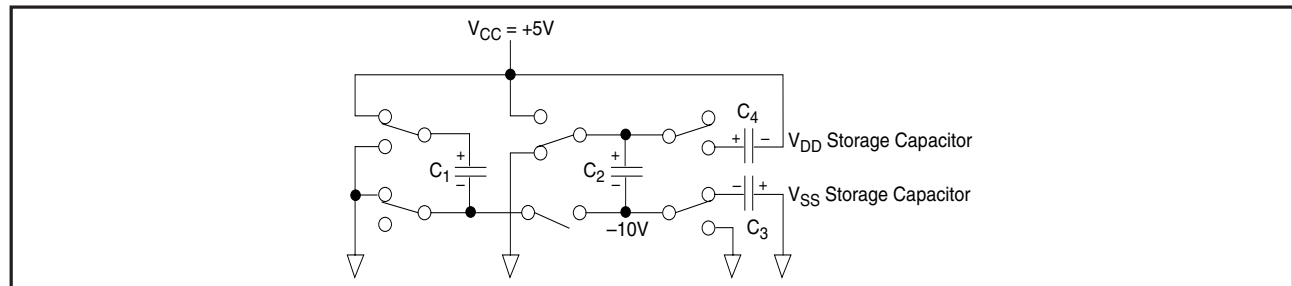 V_CC = +5V
C_4
+ –
V_DD Storage Capacitor
+
C_1
–
+
C_2
–
– +
V_SS Storage Capacitor
–10V
C_3